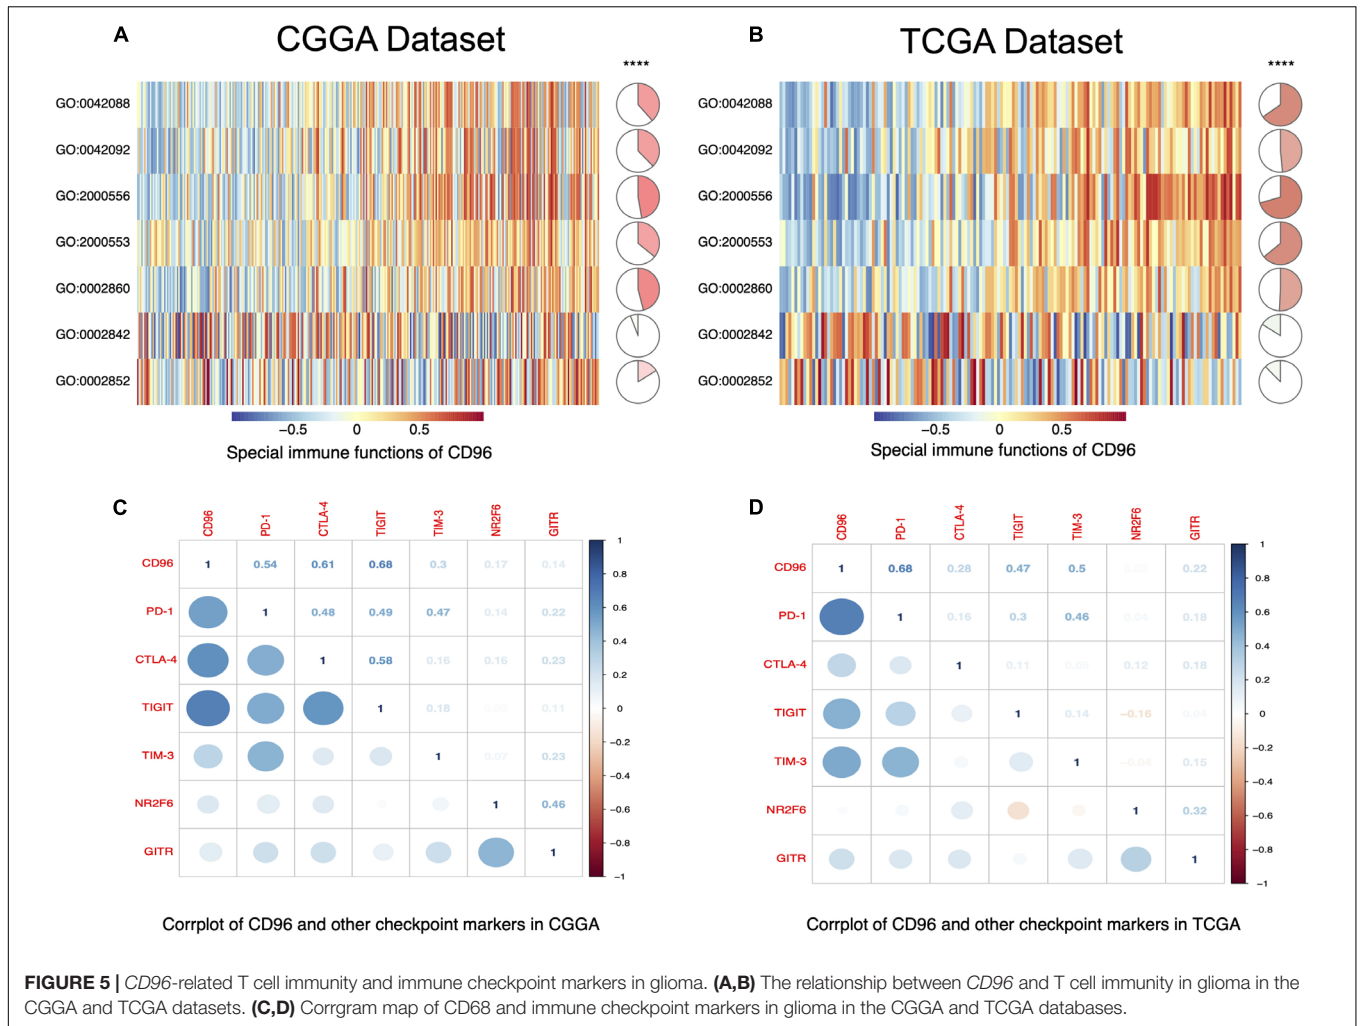 A
CGGA Dataset
****
GO:0042088
GO:0042092
GO:2000556
GO:2000553
GO:0002860
GO:0002842
GO:0002852
−0.5 0 0.5
Special immune functions of CD96
B
TCGA Dataset
****
GO:0042088
GO:0042092
GO:2000556
GO:2000553
GO:0002860
GO:0002842
GO:0002852
−0.5 0 0.5
Special immune functions of CD96
C
CD96 PD-1 CTLA-4 TIGIT TIM-3 NR2F6 GITR
CD96 1 0.54 0.61 0.68 0.3 0.17 0.14
PD-1 1 0.48 0.49 0.47 0.14 0.22
CTLA-4 1 0.58 0.16 0.16 0.23
TIGIT 1 0.18 0.11
TIM-3 1 0.07 0.23
NR2F6 1 0.46
GITR 1
1
0.8
0.6
0.4
0.2
0
−0.2
−0.4
−0.6
−0.8
−1
Corrplot of CD96 and other checkpoint markers in CGGA
D
CD96 PD-1 CTLA-4 TIGIT TIM-3 NR2F6 GITR
CD96 1 0.68 0.28 0.47 0.5 0.22
PD-1 1 0.16 0.3 0.46 0.04 0.18
CTLA-4 1 0.11 0.12 0.18
TIGIT 1 0.14 −0.16 0.04
TIM-3 1 0.15
NR2F6 1 0.32
GITR 1
1
0.8
0.6
0.4
0.2
0
−0.2
−0.4
−0.6
−0.8
−1
Corrplot of CD96 and other checkpoint markers in TCGA
FIGURE 5 | CD96-related T cell immunity and immune checkpoint markers in glioma. (A,B) The relationship between CD96 and T cell immunity in glioma in the
CGGA and TCGA datasets. (C,D) Corrgram map of CD68 and immune checkpoint markers in glioma in the CGGA and TCGA databases.